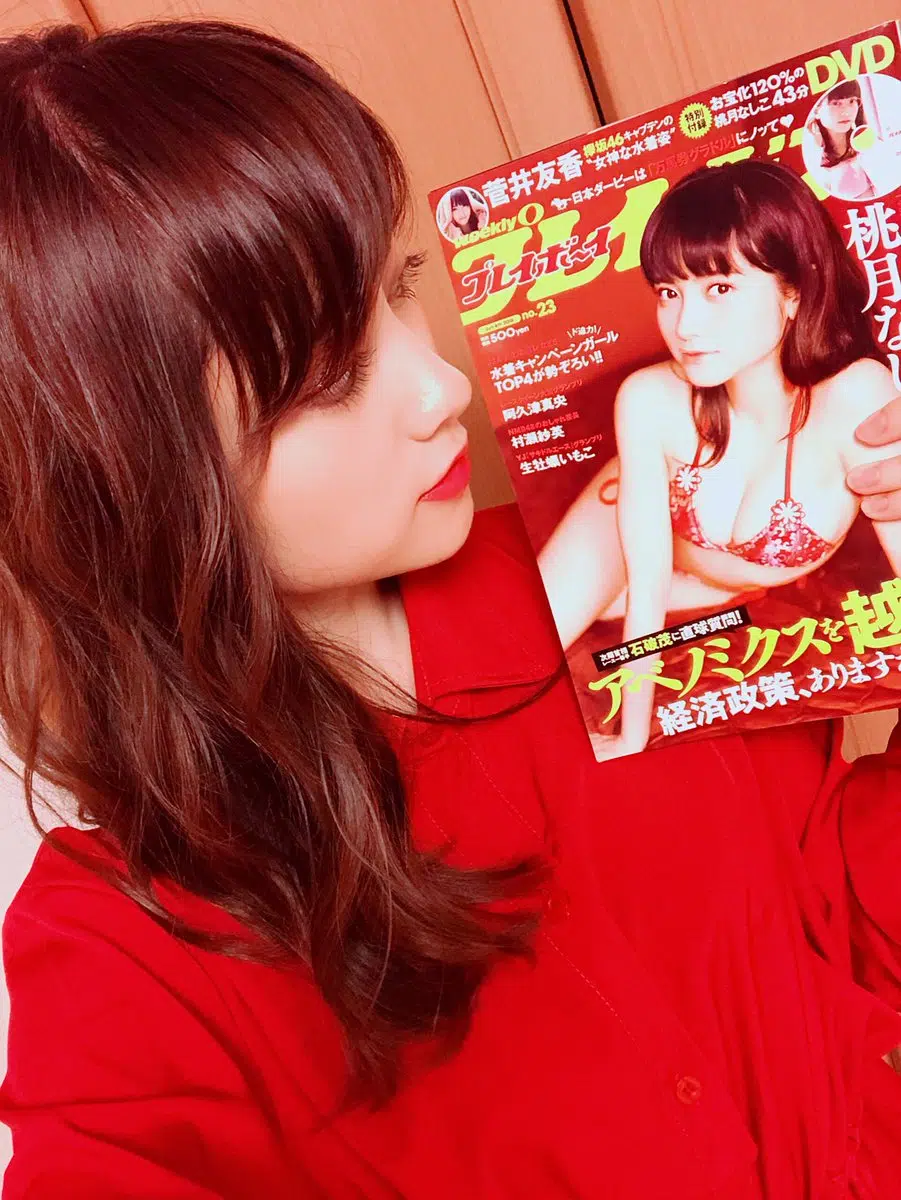 お宝化120%の
桃月なしこ43分
DVD
特別付録
欅坂46キャプテンの
"女神な水着姿"
菅井友香
日本ダービーは「万馬券グラドル」にノッて♥
weekly
プレイボーイ
no.23
500yen
桃月なし
ド迫力!
水着キャンペーンガール
TOP4が勢ぞろい!!
阿久津真央
NMB48のおしゃれ番長
村瀬紗英
生牡蠣いもこ
石破茂に直球質問!
アベノミクスを越
経済政策、あります